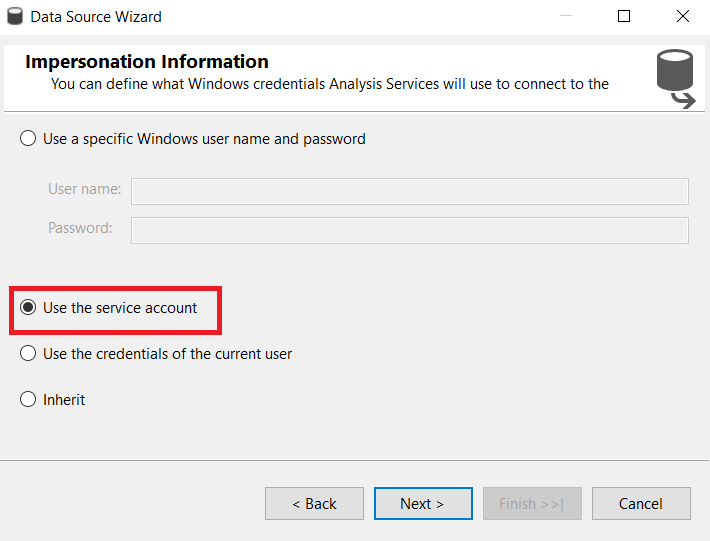 Data Source Wizard
Impersonation Information
You can define what Windows credentials Analysis Services will use to connect to the
Use a specific Windows user name and password
User name:
Password:
Use the service account
Use the credentials of the current user
Inherit
< Back Next > Finish >>| Cancel